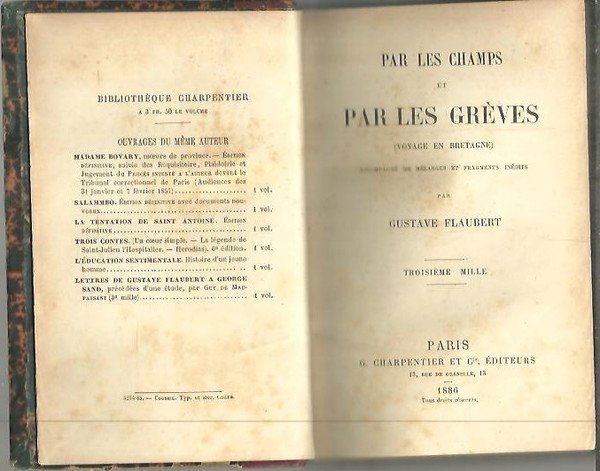 BIBLIOTHÈQUE CHARPENTIER
A 3 FR. 50 LE VOLUME
OUVRAGES DU MÊME AUTEUR
MADAME BOVARY, mœurs de province. — ÉDITION
DÉFINITIVE, suivie des Réquisitoire, Plaidoirie et
Jugement du PROCÈS INTENTÉ A L'AUTEUR devant le
Tribunal correctionnel de Paris (Audiences des
31 janvier et 7 février 1857)............ 1 vol.
SALAMMBO. ÉDITION DÉFINITIVE avec documents nou-
veaux............ 1 vol.
LA TENTATION DE SAINT ANTOINE. ÉDITION
DÉFINITIVE............ 1 vol.
TROIS CONTES. (Un cœur simple. — La légende de
Saint-Julien l'Hospitalier. — Herodias). 6e édition. 1 vol.
L'ÉDUCATION SENTIMENTALE. Histoire d'un jeune
homme............ 1 vol.
LETTRES DE GUSTAVE FLAUBERT A GEORGE
SAND, précédées d'une étude, par GUY DE MAU-
PASSANT (3e mille)............ 1 vol.
— CORBEIL. Typ. et stér. CRÉTÉ.
PAR LES CHAMPS
ET
PAR LES GRÈVES
(VOYAGE EN BRETAGNE)
ACCOMPAGNÉ DE MÉLANGES ET FRAGMENTS INÉDITS
PAR
GUSTAVE FLAUBERT
TROISIÈME MILLE
PARIS
G. CHARPENTIER ET Cie, ÉDITEURS
13, RUE DE GRENELLE, 13
1886
Tous droits réservés.